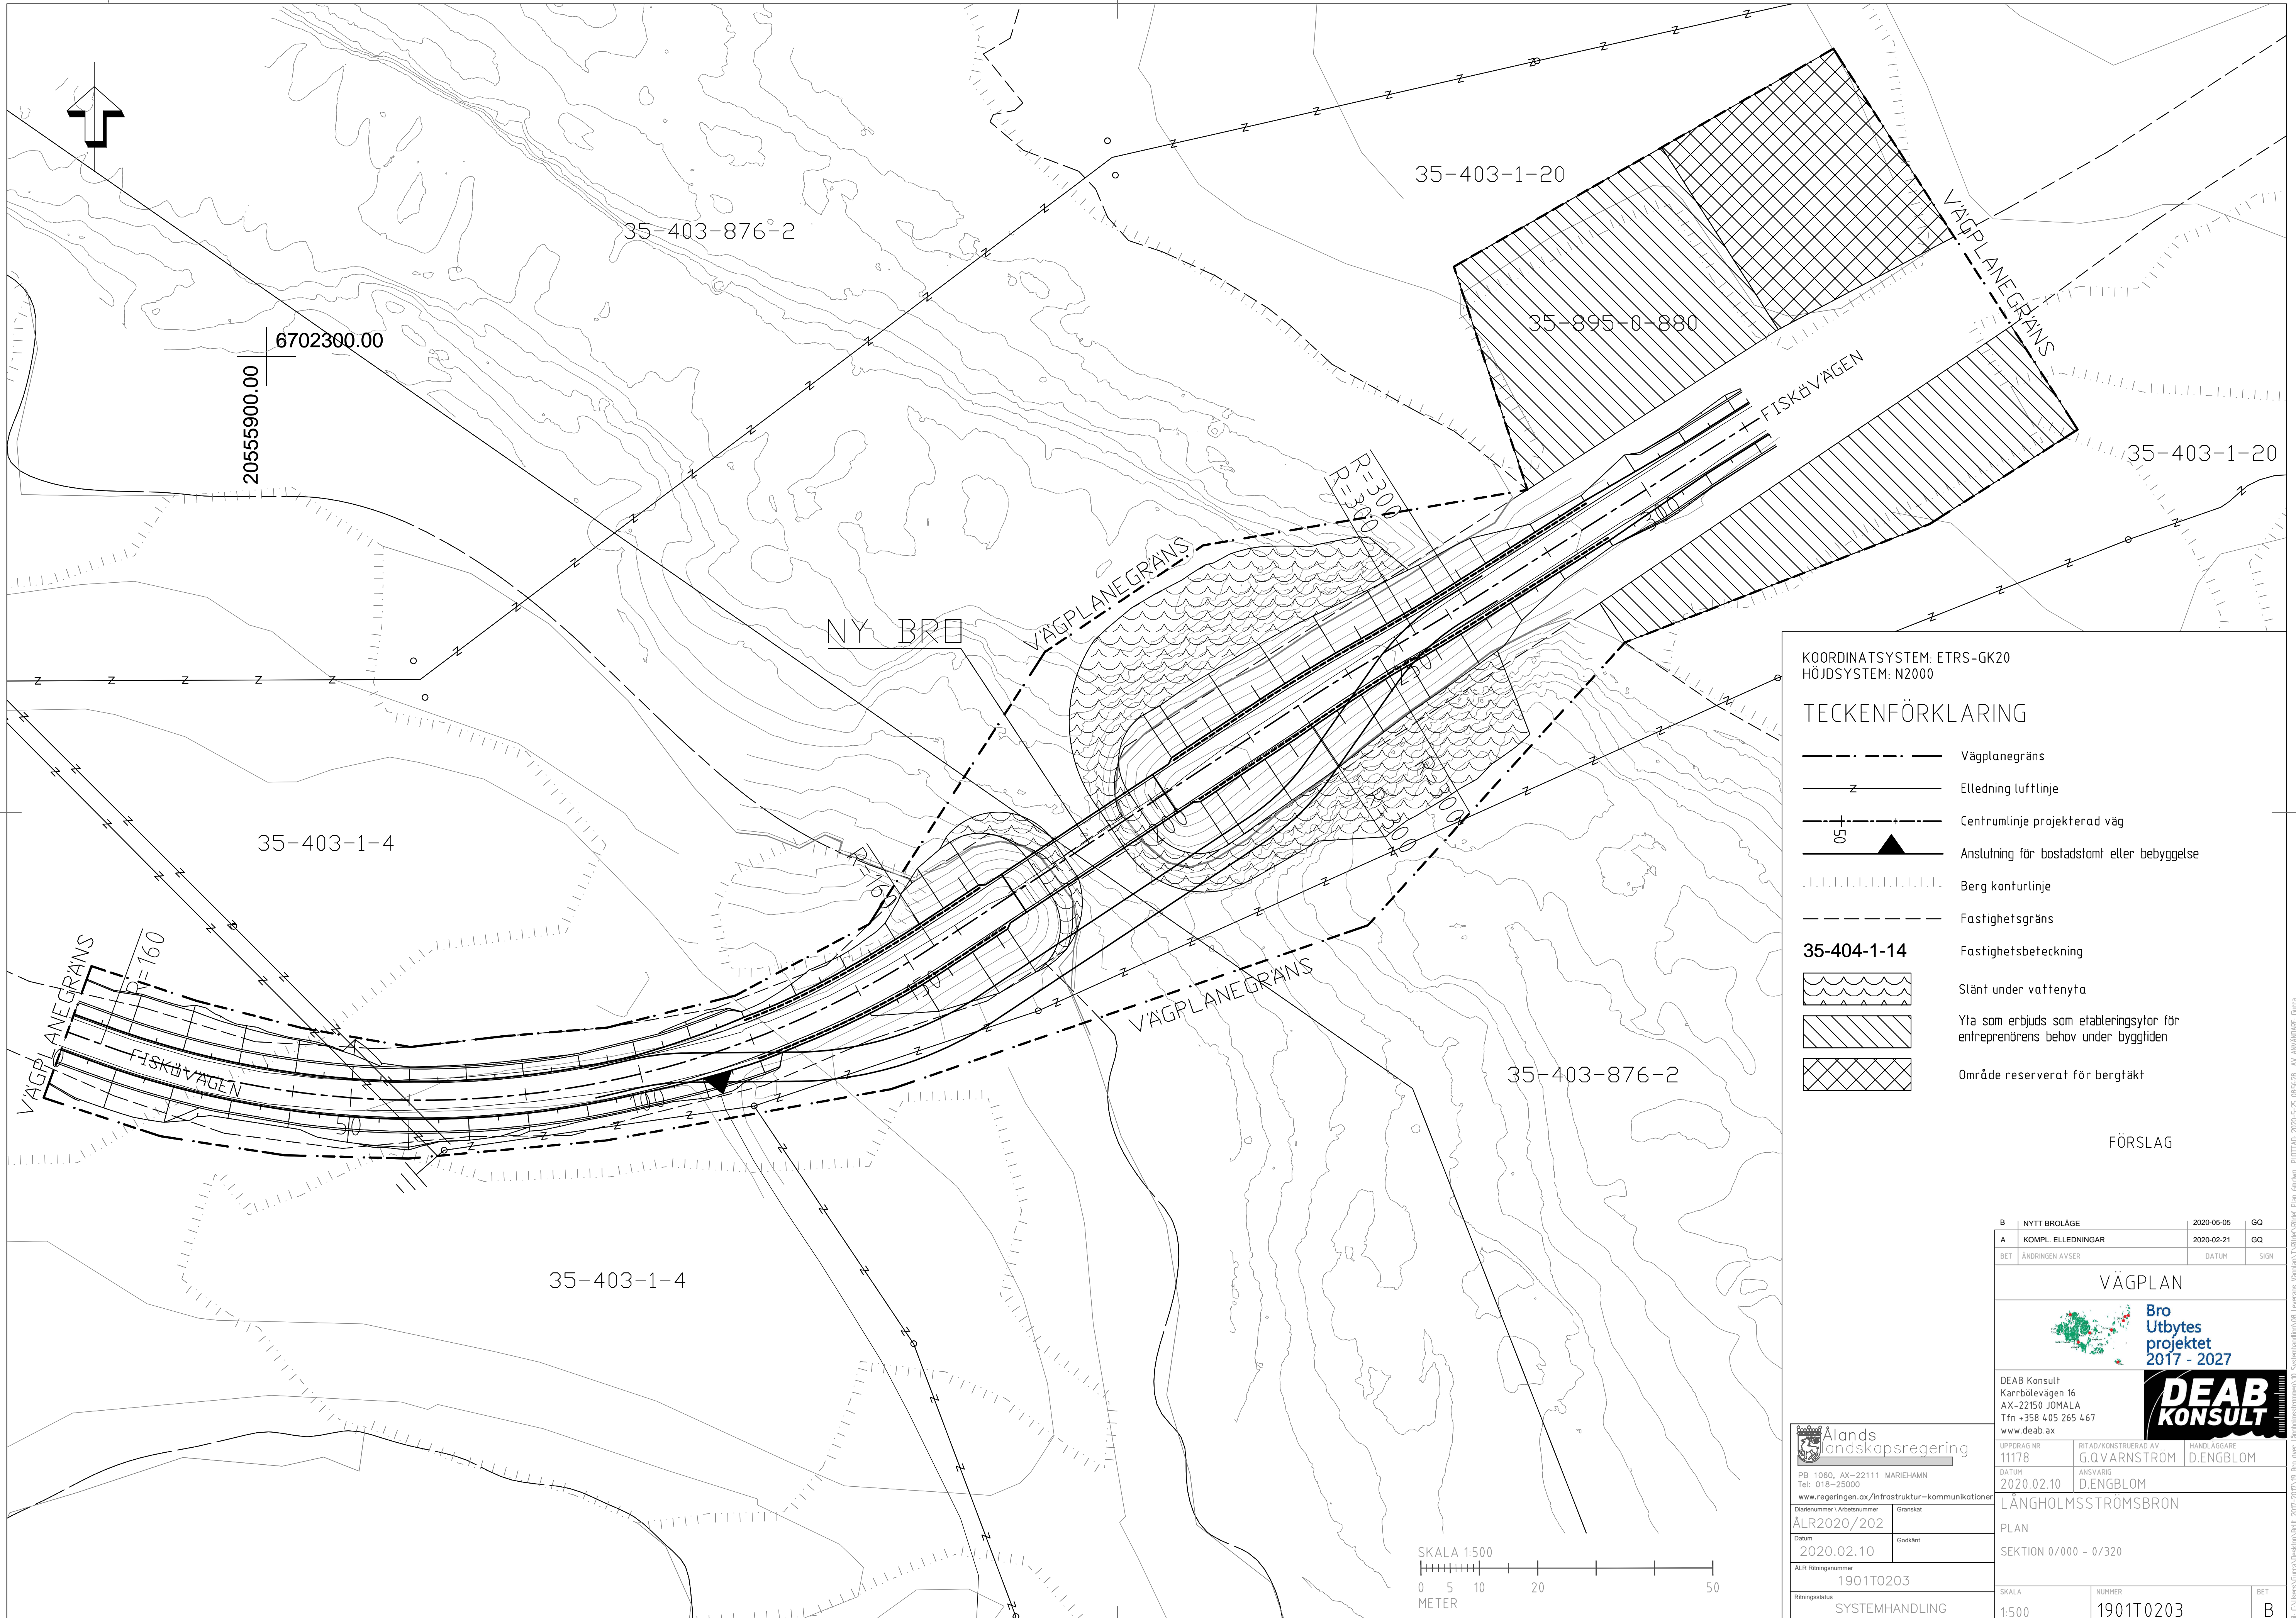 35-403-1-20
35-403-876-2
VÄGPLANEGRÄNS
6702300.00
20555900.00
35-895-0-880
FISKÖVÄGEN
35-403-1-20
R=300
R=300
300
VÄGPLANEGRÄNS
NY BRO
250
200
R=300
R=300
35-403-1-4
R=160
150
VÄGPLANEGRÄNS
R=160
VÄGPLANEGRÄNS
FISKÖVÄGEN
50
100
35-403-876-2
35-403-1-4
KOORDINATSYSTEM: ETRS-GK20
HÖJDSYSTEM: N2000
TECKENFÖRKLARING
Vägplanegräns
Elledning luftlinje
50
Centrumlinje projekterad väg
Anslutning för bostadstomt eller bebyggelse
Berg konturlinje
Fastighetsgräns
35-404-1-14
Fastighetsbeteckning
Slänt under vattenyta
Yta som erbjuds som etableringsytor för
entreprenörens behov under byggtiden
Område reserverat för bergtäkt
FÖRSLAG
B NYTT BROLÄGE 2020-05-05 GQ
A KOMPL. ELLEDNINGAR 2020-02-21 GQ
BET ÄNDRINGEN AVSER DATUM SIGN
VÄGPLAN
Bro
Utbytes
projektet
2017 - 2027
DEAB Konsult
Karrbölevägen 16
AX-22150 JOMALA
Tfn +358 405 265 467
www.deab.ax
DEAB
KONSULT
UPPDRAG NR RITAD/KONSTRUERAD AV HANDLÄGGARE
11178 G.QVARNSTRÖM D.ENGBLOM
DATUM ANSVARIG
2020.02.10 D.ENGBLOM
LÅNGHOLMSSTRÖMSBRON
PLAN
SEKTION 0/000 - 0/320
SKALA NUMMER BET
1:500 1901T0203 B
Ålands
landskapsregering
PB 1060, AX-22111 MARIEHAMN
Tel: 018-25000
www.regeringen.ax/infrastruktur-kommunikationer
Diarienummer \ Arbetsnummer Granskat
ÅLR2020/202
Datum Godkänt
2020.02.10
ÅLR Ritningsnummer
1901T0203
Ritningsstatus
SYSTEMHANDLING
SKALA 1:500
0 5 10 20 50
METER